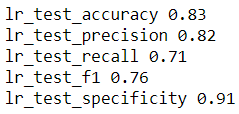 lr_test_accuracy 0.83
lr_test_precision 0.82
lr_test_recall 0.71
lr_test_f1 0.76
lr_test_specificity 0.91